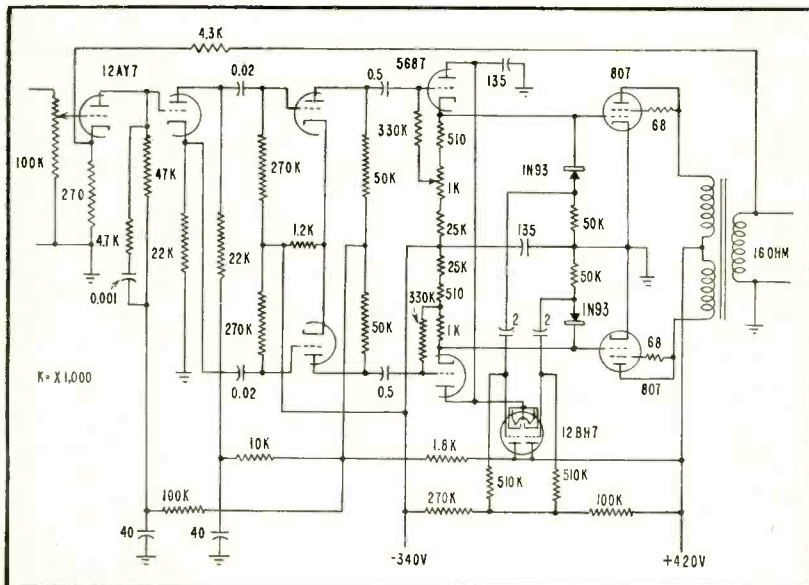 4.3K
12AY7
0.02
0.5
5687
135
807
68
100K
270
47K
4.7K
0.001
22K
22K
270K
1.2K
270K
50K
50K
330K
510
1K
25K
135
25K
510
330K
1K
1N93
50K
50K
1N93
2
2
16 OHM
68
807
0.02
0.5
K = X 1,000
12BH7
10K
1.8K
510K
510K
100K
270K
100K
40
40
-340V
+420V